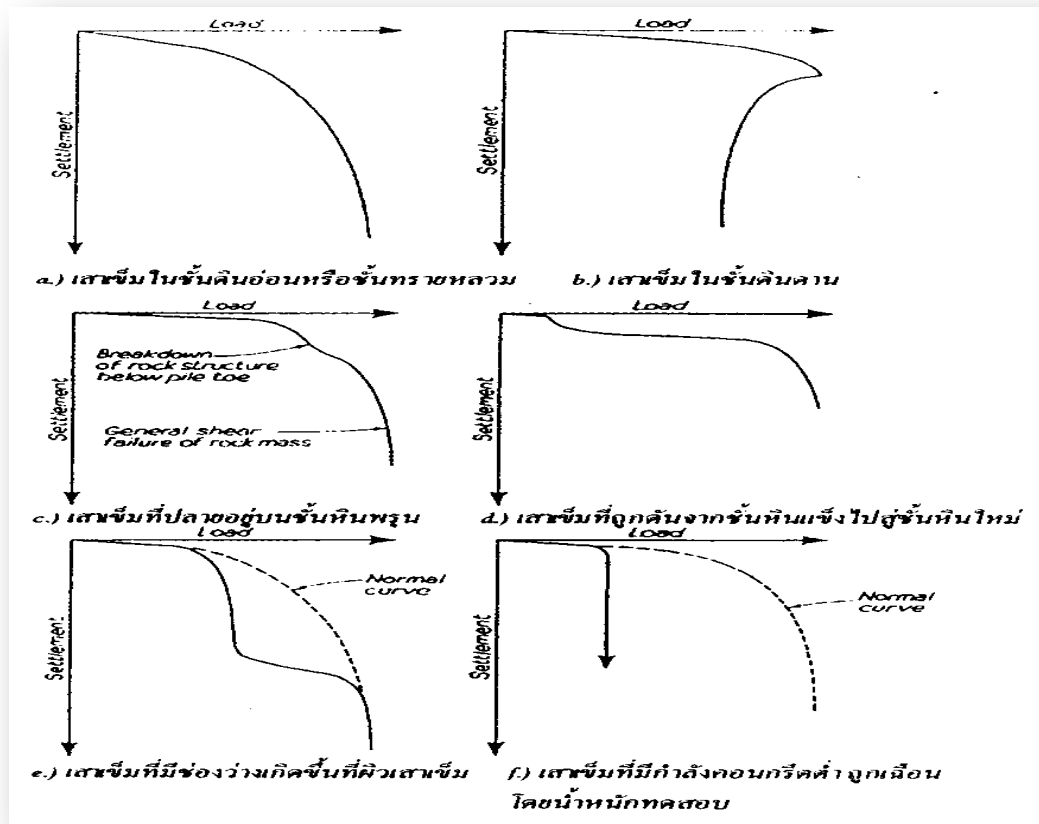 Load
Load
Settlement
Settlement
a.) เสาเข็มในชั้นดินอ่อนหรือชั้นทรายหลวม
b.) เสาเข็มในชั้นดินดาน
Load
Load
Breakdown
of rock structure
below pile toe
General shear
failure of rock mass
Settlement
Settlement
c.) เสาเข็มที่ปลายอยู่บนชั้นหินพรุน
d.) เสาเข็มที่ถูกดันจากชั้นหินแข็งไปสู่ชั้นหินใหม่
Load
Load
Normal
curve
Normal
curve
Settlement
Settlement
e.) เสาเข็มที่มีช่องว่างเกิดขึ้นที่ผิวเสาเข็ม
f.) เสาเข็มที่มีกำลังคอนกรีตต่ำ ถูกเฉือน
โดยน้ำหนักทดสอบ